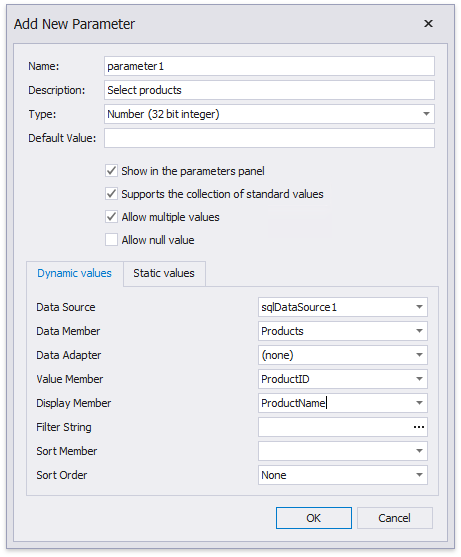 Add New Parameter
Name: parameter1
Description: Select products
Type: Number (32 bit integer)
Default Value:
Show in the parameters panel
Supports the collection of standard values
Allow multiple values
Allow null value
Dynamic values Static values
Data Source sqlDataSource1
Data Member Products
Data Adapter (none)
Value Member ProductID
Display Member ProductName
Filter String ...
Sort Member
Sort Order None
OK Cancel